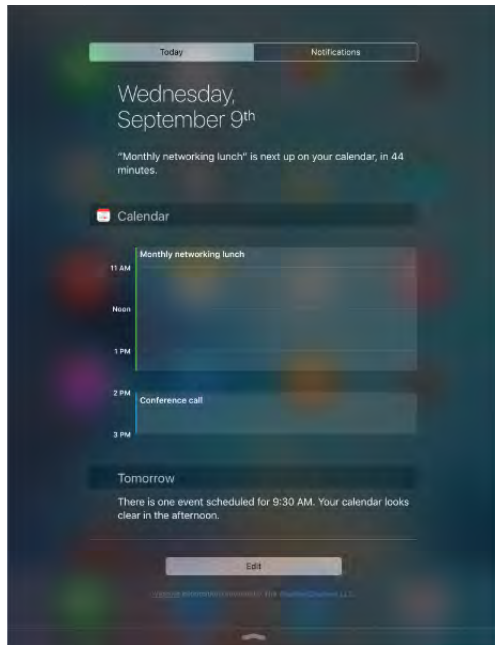 Today
Notifications
Wednesday,
September 9th
"Monthly networking lunch" is next up on your calendar, in 44
minutes.
Calendar
Monthly networking lunch
11 AM
Noon
1 PM
2 PM
Conference call
3 PM
Tomorrow
There is one event scheduled for 9:30 AM. Your calendar looks
clear in the afternoon.
Edit